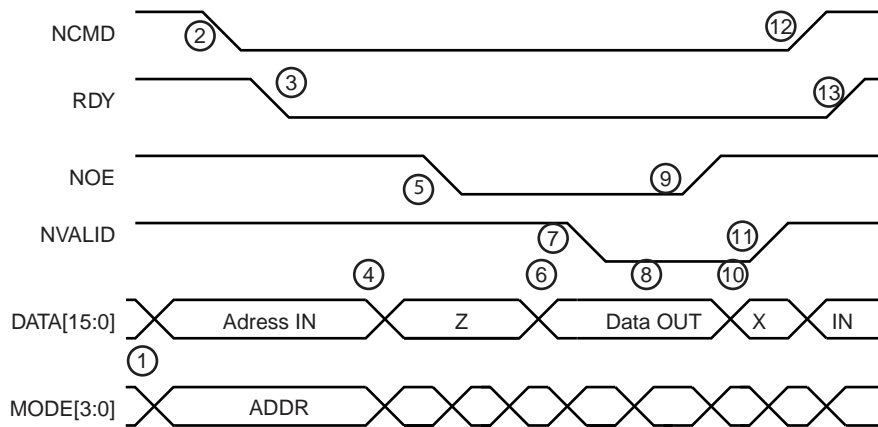 NCMD 2 12
RDY 3 13
NOE 5 9
NVALID 7 11
4 6 8 10
DATA[15:0] Adress IN Z Data OUT X IN
1
MODE[3:0] ADDR